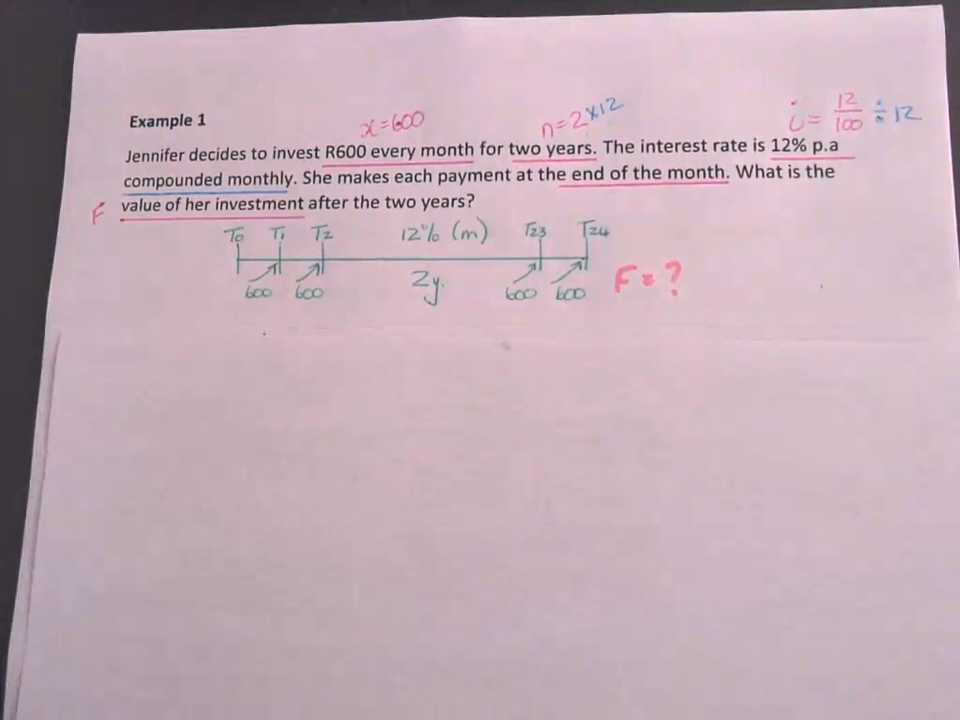 Example 1
x=600
n=2×12
i = 12/100 ÷ 12
Jennifer decides to invest R600 every month for two years. The interest rate is 12% p.a
compounded monthly. She makes each payment at the end of the month. What is the
F value of her investment after the two years?
T0 T1 T2 12% (m) T23 T24
600 600 2y. 600 600 F = ?